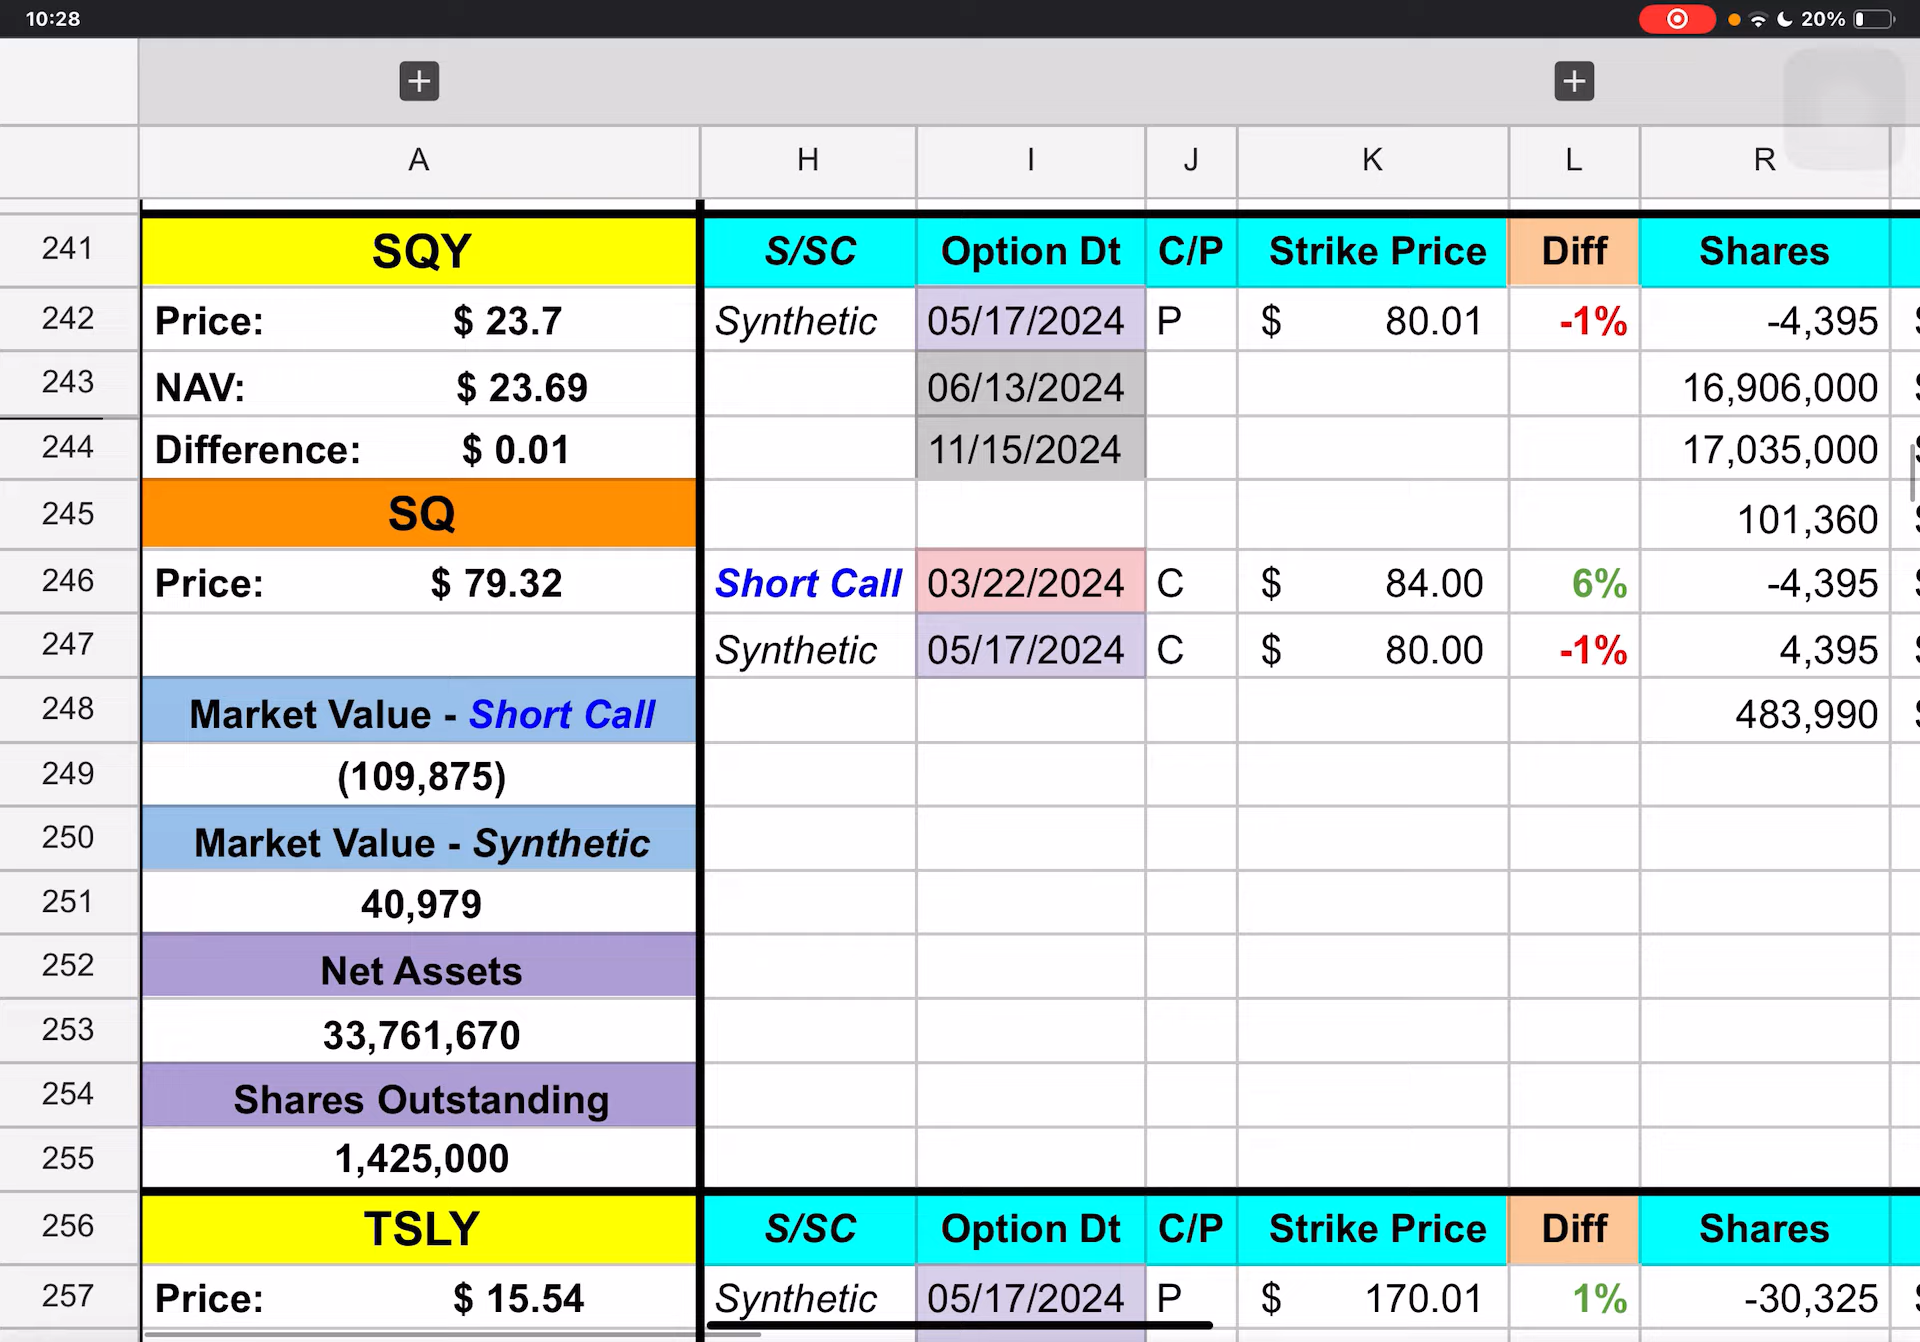 10:28 20%
A H I J K L R
241 SQY S/SC Option Dt C/P Strike Price Diff Shares
242 Price: $ 23.7 Synthetic 05/17/2024 P $ 80.01 -1% -4,395
243 NAV: $ 23.69 06/13/2024 16,906,000
244 Difference: $ 0.01 11/15/2024 17,035,000
245 SQ 101,360
246 Price: $ 79.32 Short Call 03/22/2024 C $ 84.00 6% -4,395
247 Synthetic 05/17/2024 C $ 80.00 -1% 4,395
248 Market Value - Short Call 483,990
249 (109,875)
250 Market Value - Synthetic
251 40,979
252 Net Assets
253 33,761,670
254 Shares Outstanding
255 1,425,000
256 TSLY S/SC Option Dt C/P Strike Price Diff Shares
257 Price: $ 15.54 Synthetic 05/17/2024 P $ 170.01 1% -30,325